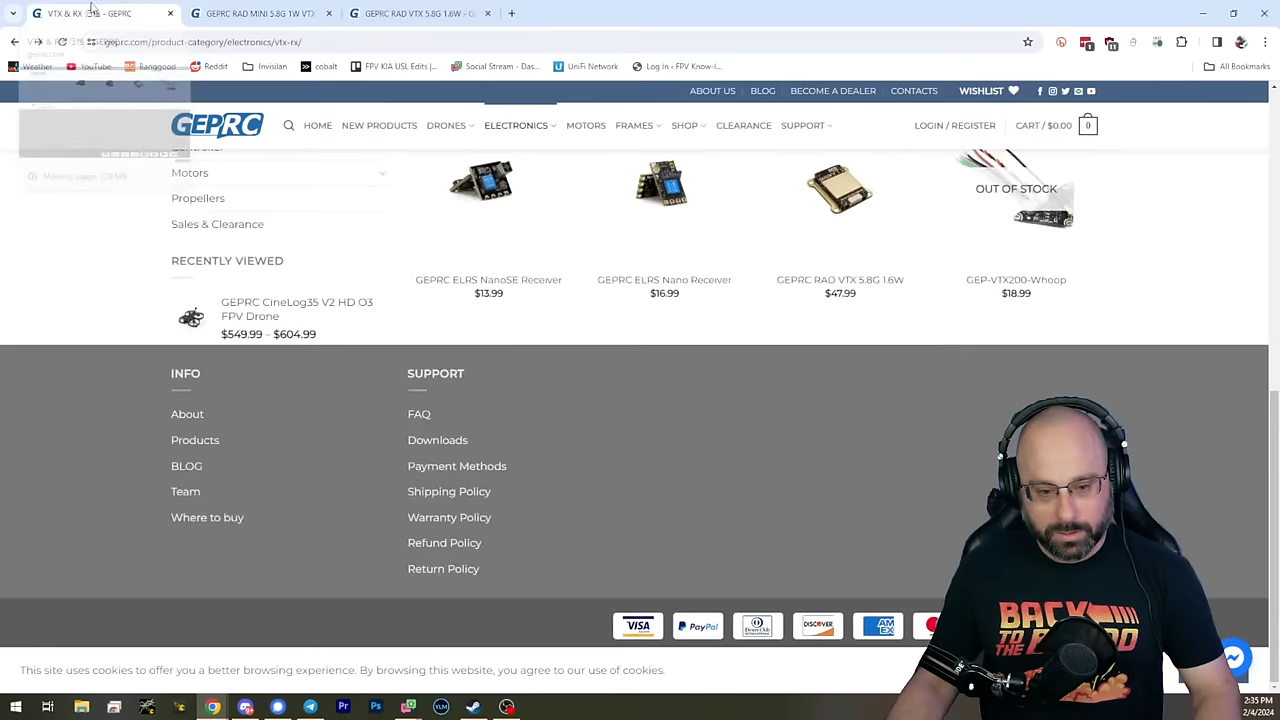 GEPRC RAD MINI 5.8G 1W VTX
GEPRC RAD VTX 5.8G 1.6W - G
geprc.com/product-category/electronics/vtx-rx/
Weather
YouTube
Banggood
Reddit
Invisilan
cobalt
FPV KIA USL Edits |...
Social Stream - Das...
UniFi Network
Log In ‹ FPV Know-I...
All Bookmarks
ABOUT US
BLOG
BECOME A DEALER
CONTACTS
WISHLIST
GEPRC
HOME
NEW PRODUCTS
DRONES
ELECTRONICS
MOTORS
FRAMES
SHOP
CLEARANCE
SUPPORT
LOGIN / REGISTER
CART / $0.00
0
Motors
Propellers
Sales & Clearance
RECENTLY VIEWED
GEPRC CineLog35 V2 HD O3
FPV Drone
$549.99 – $604.99
OUT OF STOCK
GEPRC ELRS NanoSE Receiver
$13.99
GEPRC ELRS Nano Receiver
$16.99
GEPRC RAD VTX 5.8G 1.6W
$47.99
GEP-VTX200-Whoop
$18.99
INFO
About
Products
BLOG
Team
Where to buy
SUPPORT
FAQ
Downloads
Payment Methods
Shipping Policy
Warranty Policy
Refund Policy
Return Policy
VISA
PayPal
Diners Club
DISCOVER
AMEX
BACK
TO THE
This site uses cookies to offer you a better browsing experience. By browsing this website, you agree to our use of cookies.
2:35 PM
2/4/2024